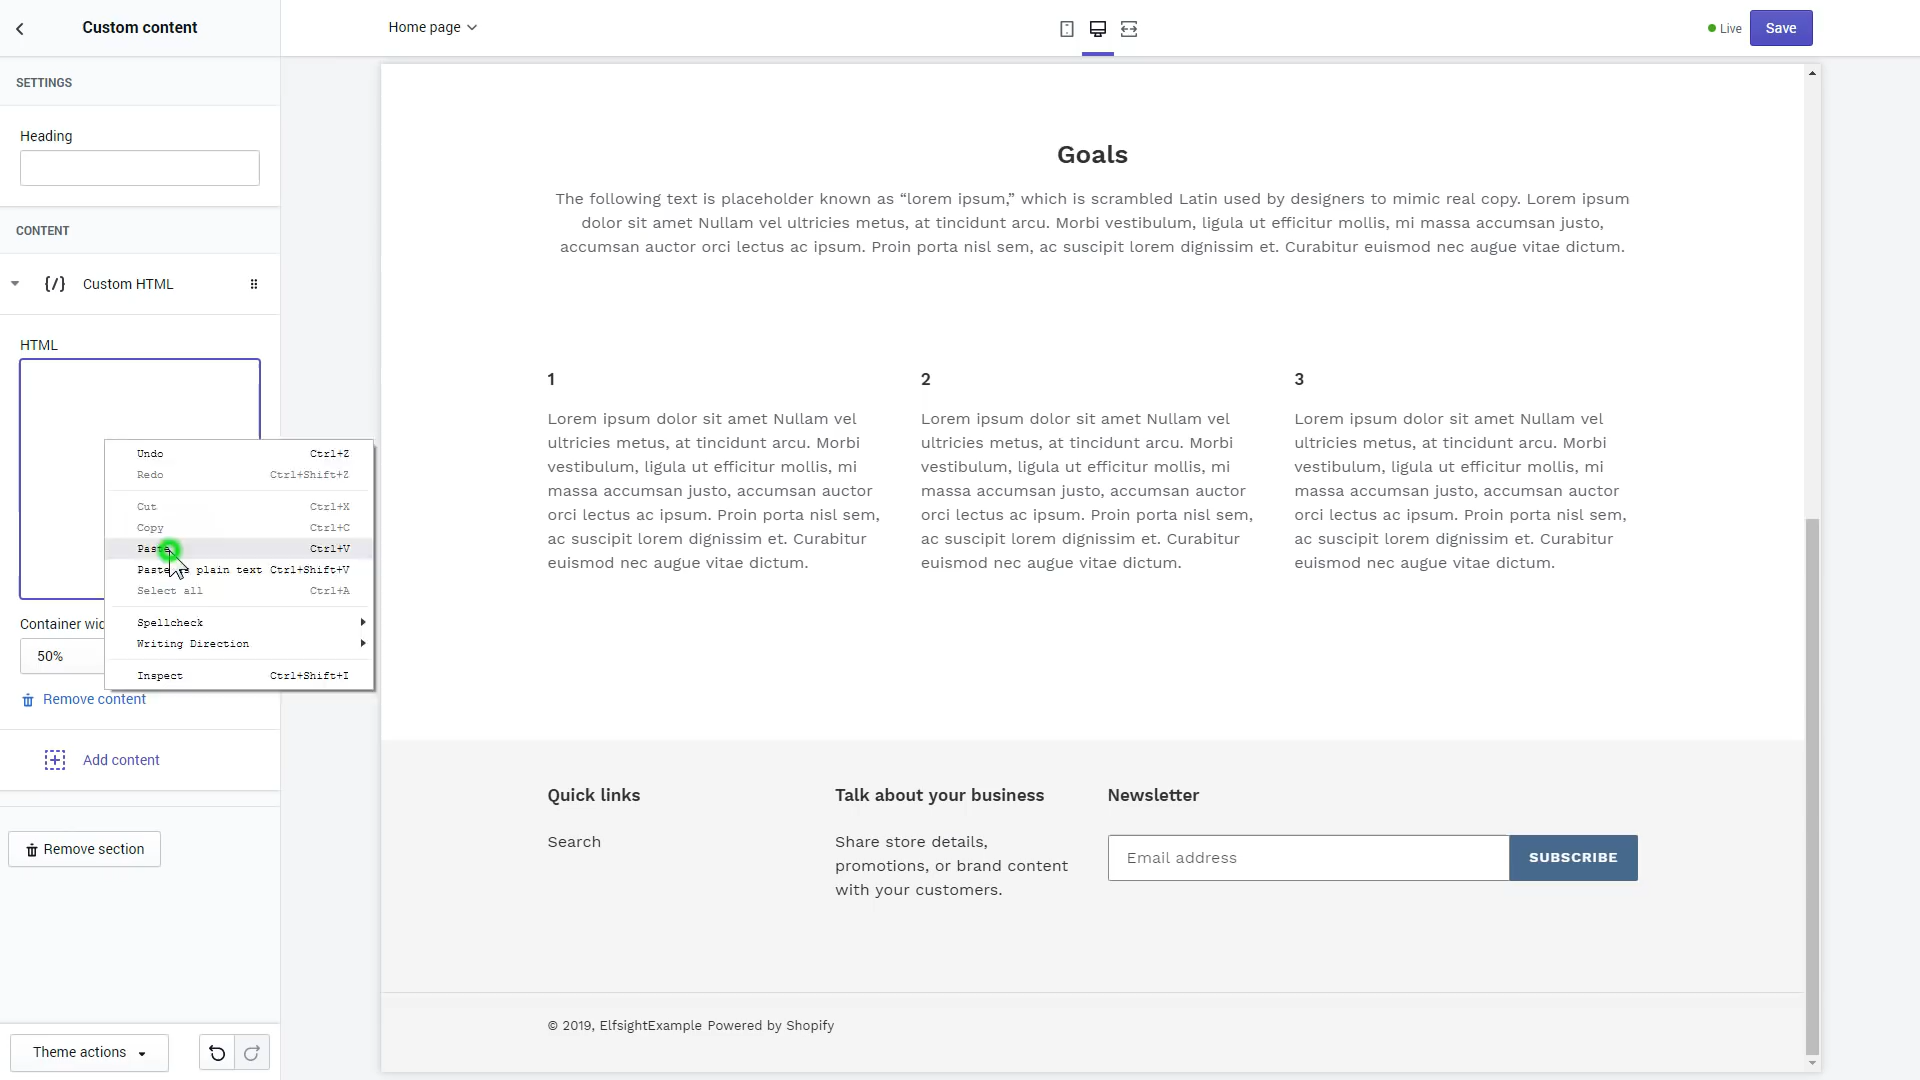 Custom content
Home page
Live
Save
SETTINGS
Heading
CONTENT
Custom HTML
HTML
Undo Ctrl+Z
Redo Ctrl+Shift+Z
Cut Ctrl+X
Copy Ctrl+C
Paste Ctrl+V
Paste plain text Ctrl+Shift+V
Select all Ctrl+A
Spellcheck
Writing Direction
Inspect Ctrl+Shift+I
Container wid
50%
Remove content
Add content
Remove section
Theme actions
Goals
The following text is placeholder known as “lorem ipsum,” which is scrambled Latin used by designers to mimic real copy. Lorem ipsum
dolor sit amet Nullam vel ultricies metus, at tincidunt arcu. Morbi vestibulum, ligula ut efficitur mollis, mi massa accumsan justo,
accumsan auctor orci lectus ac ipsum. Proin porta nisl sem, ac suscipit lorem dignissim et. Curabitur euismod nec augue vitae dictum.
1
Lorem ipsum dolor sit amet Nullam vel
ultricies metus, at tincidunt arcu. Morbi
vestibulum, ligula ut efficitur mollis, mi
massa accumsan justo, accumsan auctor
orci lectus ac ipsum. Proin porta nisl sem,
ac suscipit lorem dignissim et. Curabitur
euismod nec augue vitae dictum.
2
Lorem ipsum dolor sit amet Nullam vel
ultricies metus, at tincidunt arcu. Morbi
vestibulum, ligula ut efficitur mollis, mi
massa accumsan justo, accumsan auctor
orci lectus ac ipsum. Proin porta nisl sem,
ac suscipit lorem dignissim et. Curabitur
euismod nec augue vitae dictum.
3
Lorem ipsum dolor sit amet Nullam vel
ultricies metus, at tincidunt arcu. Morbi
vestibulum, ligula ut efficitur mollis, mi
massa accumsan justo, accumsan auctor
orci lectus ac ipsum. Proin porta nisl sem,
ac suscipit lorem dignissim et. Curabitur
euismod nec augue vitae dictum.
Quick links
Search
Talk about your business
Share store details,
promotions, or brand content
with your customers.
Newsletter
Email address
SUBSCRIBE
© 2019, ElfsightExample Powered by Shopify